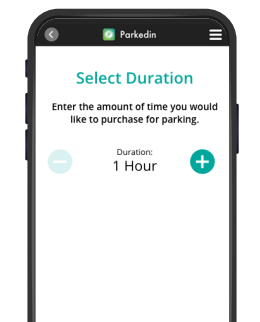 Parkedin
Select Duration
Enter the amount of time you would
like to purchase for parking.
Duration:
1 Hour